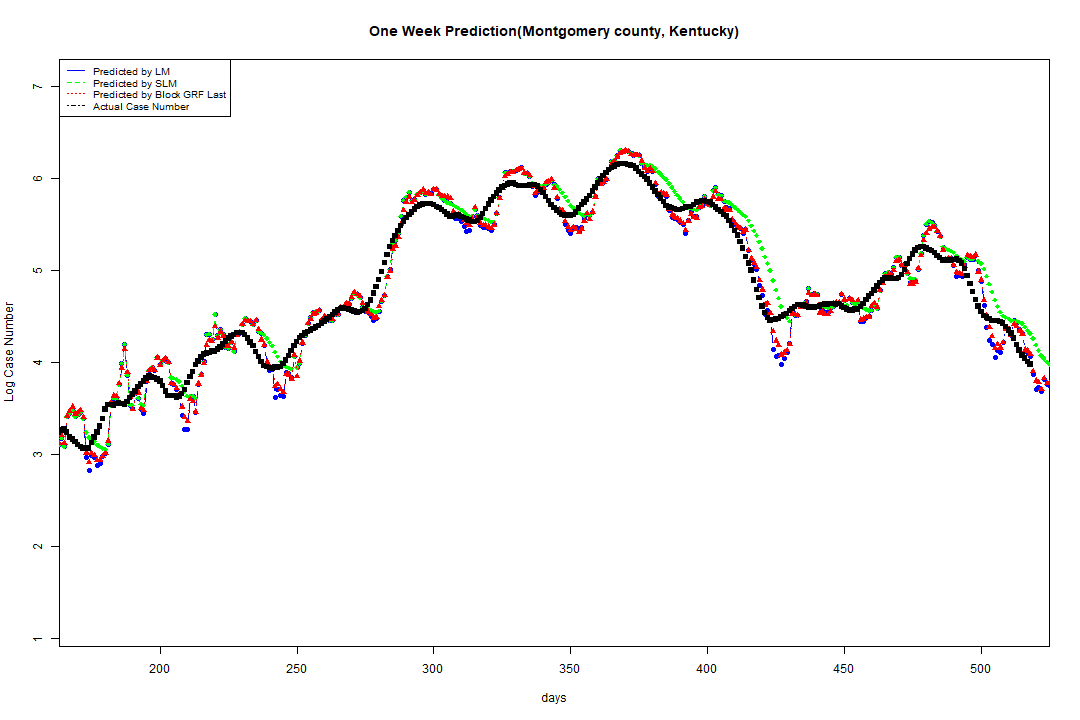 One Week Prediction(Montgomery county, Kentucky)
Predicted by LM
Predicted by SLM
Predicted by Block GRF Last
Actual Case Number
Log Case Number
7
6
5
4
3
2
1
200 250 300 350 400 450 500
days